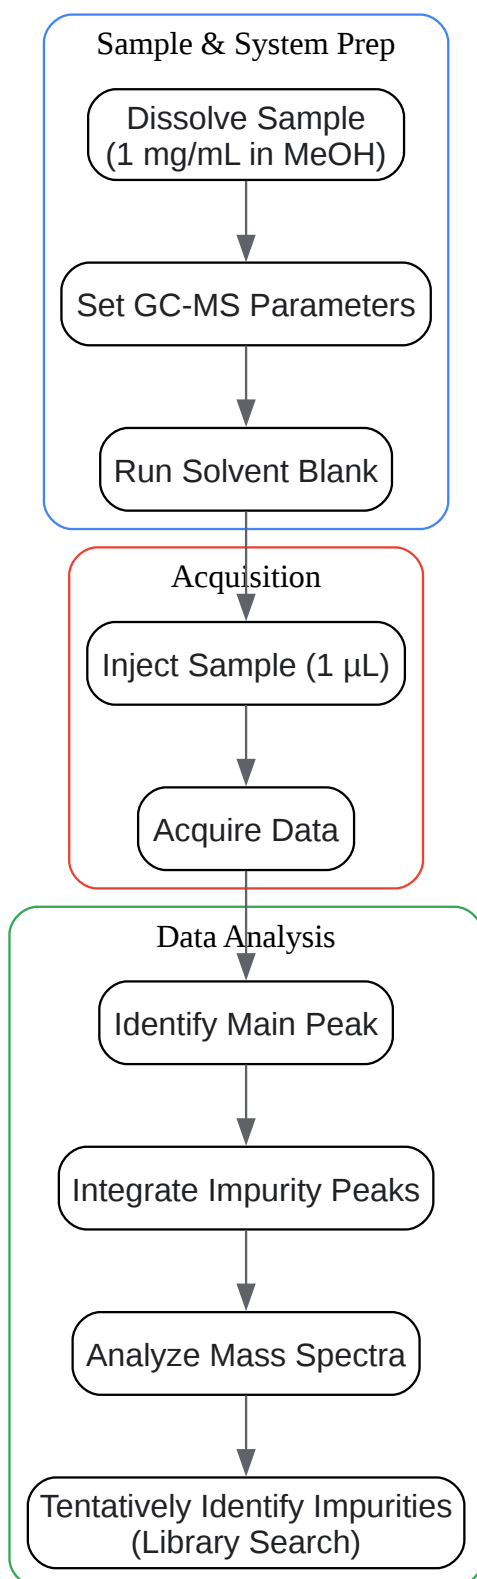 Sample & System Prep
Dissolve Sample
(1 mg/mL in MeOH)
Set GC-MS Parameters
Run Solvent Blank
Acquisition
Inject Sample (1 µL)
Acquire Data
Data Analysis
Identify Main Peak
Integrate Impurity Peaks
Analyze Mass Spectra
Tentatively Identify Impurities
(Library Search)